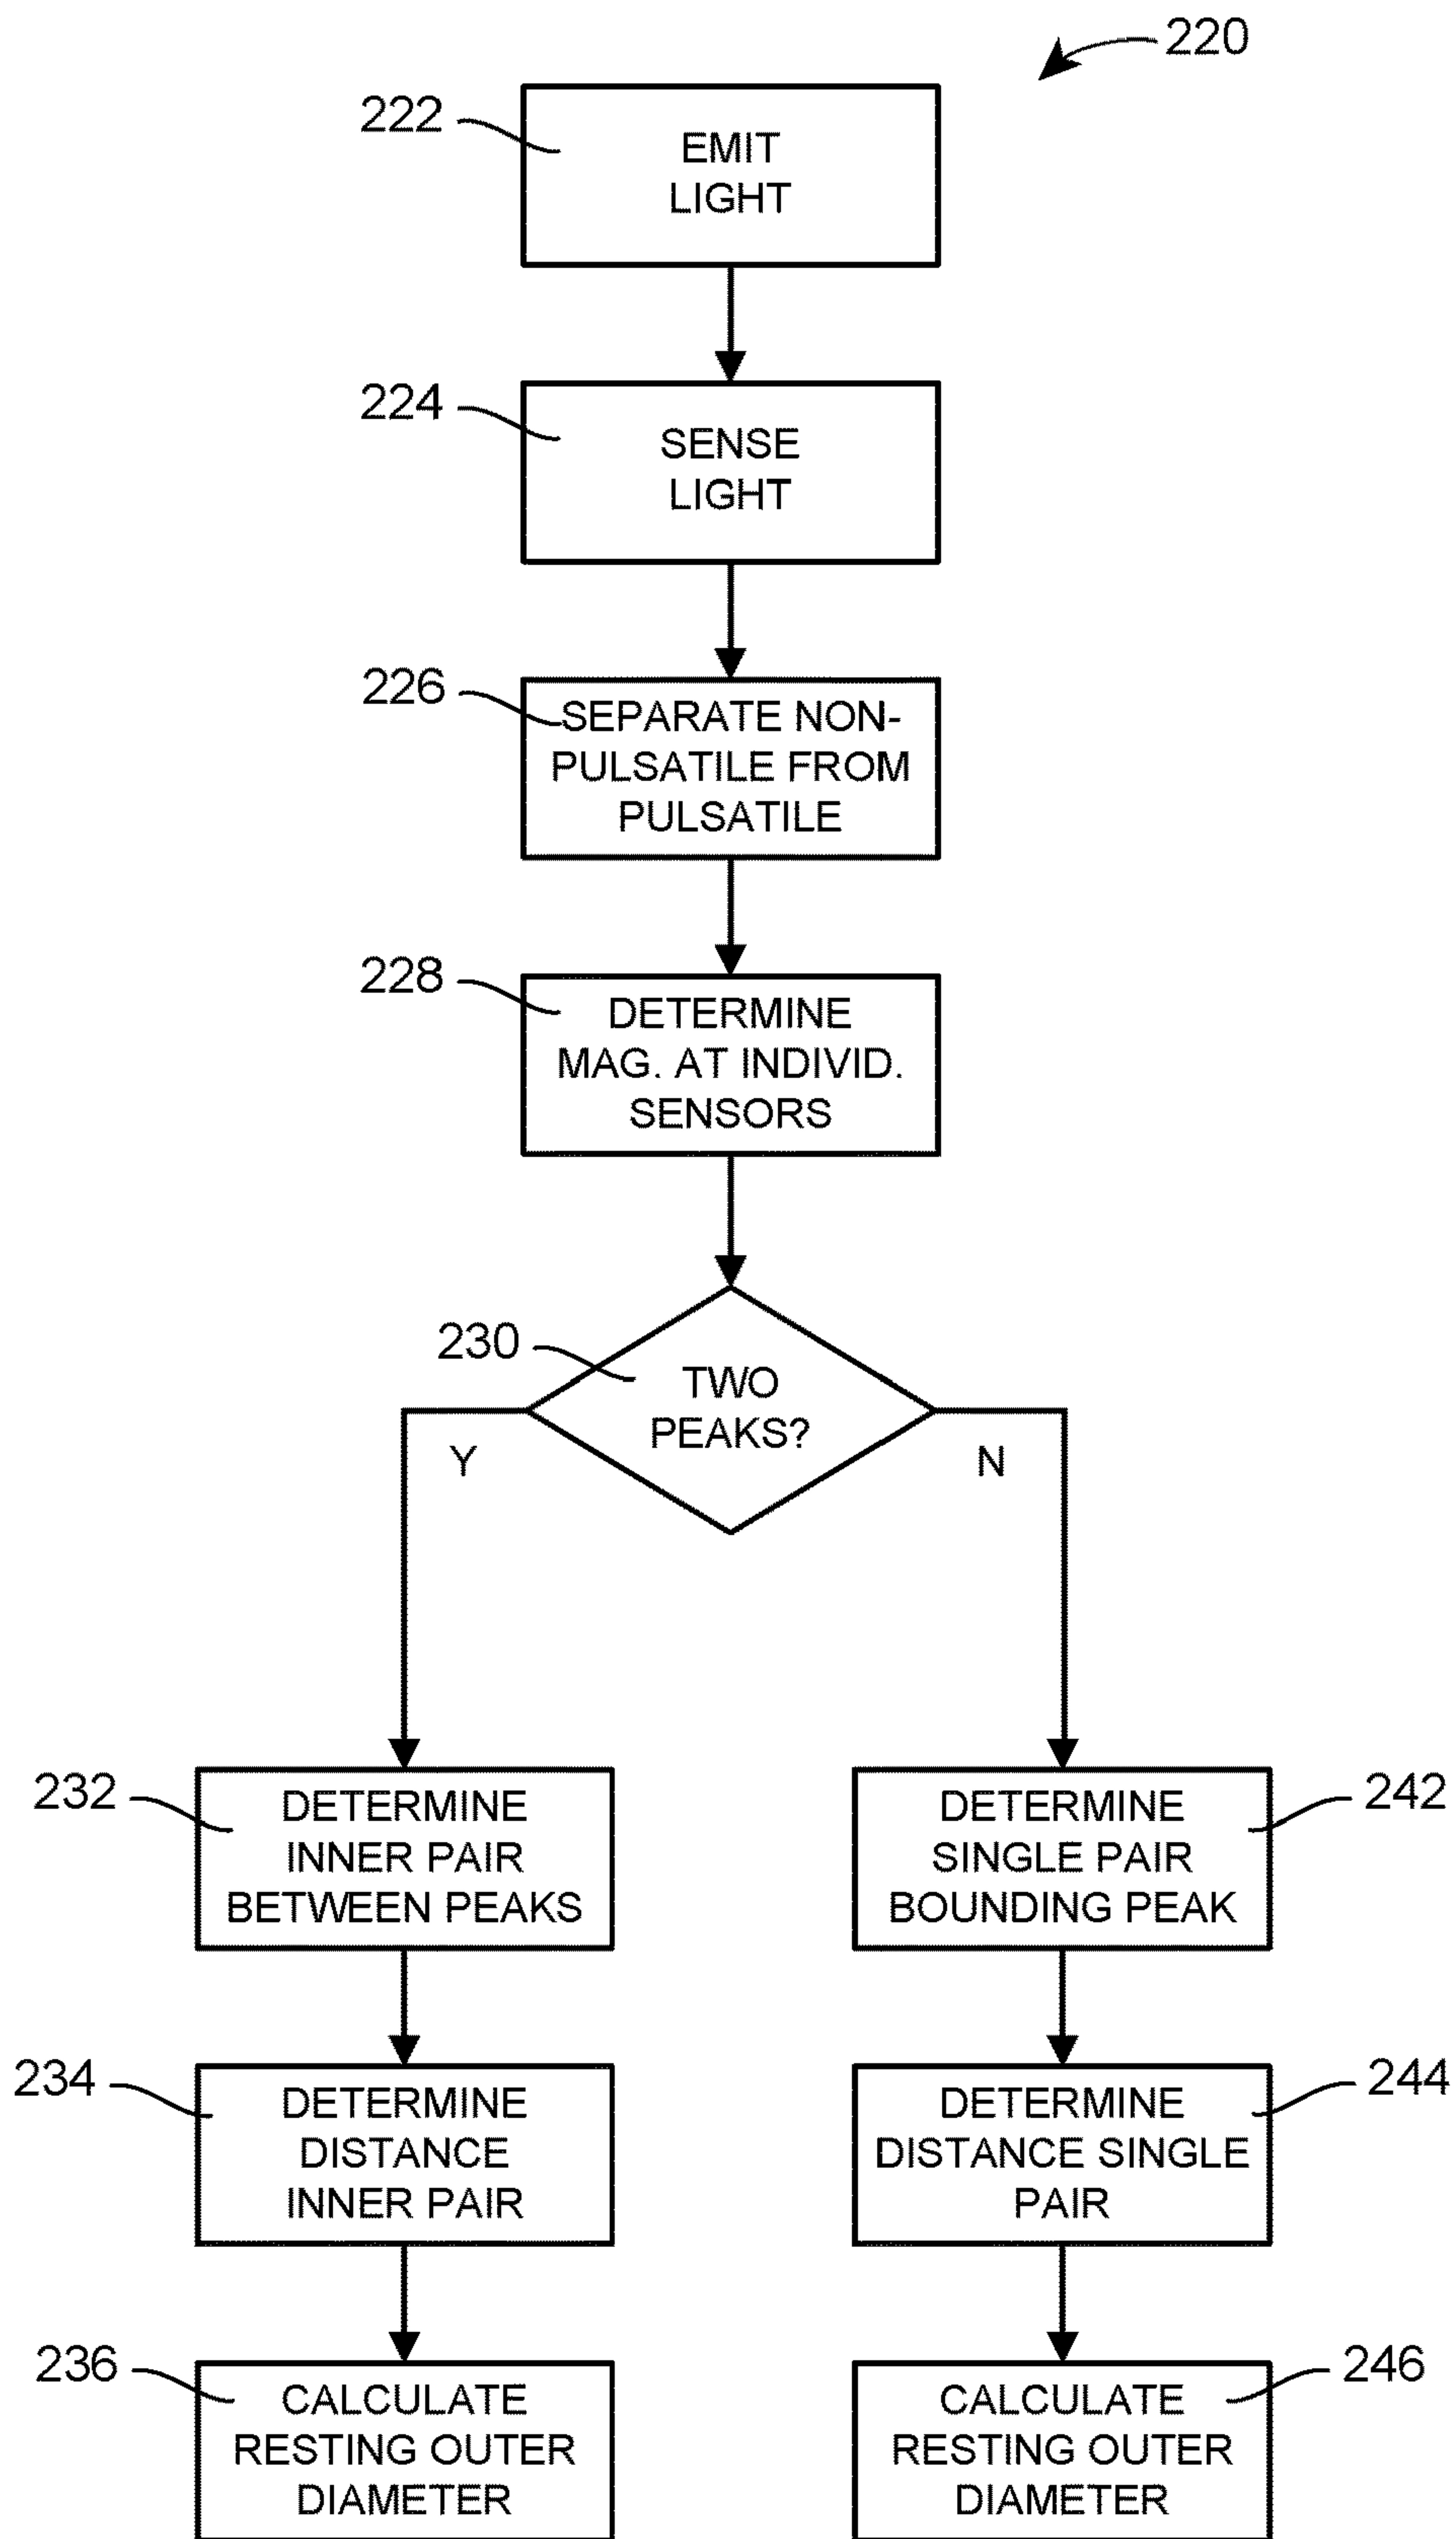 220
222
EMIT
LIGHT
224
SENSE
LIGHT
226
SEPARATE NON-
PULSATILE FROM
PULSATILE
228
DETERMINE
MAG. AT INDIVID.
SENSORS
230
TWO
PEAKS?
Y
N
232
DETERMINE
INNER PAIR
BETWEEN PEAKS
242
DETERMINE
SINGLE PAIR
BOUNDING PEAK
234
DETERMINE
DISTANCE
INNER PAIR
244
DETERMINE
DISTANCE SINGLE
PAIR
236
CALCULATE
RESTING OUTER
DIAMETER
246
CALCULATE
RESTING OUTER
DIAMETER